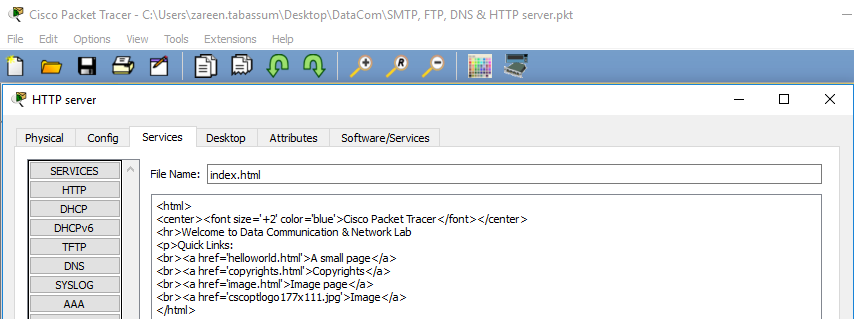 Cisco Packet Tracer - C:\Users\zareen.tabassum\Desktop\DataCom\SMTP, FTP, DNS & HTTP server.pkt
File Edit Options View Tools Extensions Help
R
HTTP server
Physical Config Services Desktop Attributes Software/Services
SERVICES
HTTP
DHCP
DHCPv6
TFTP
DNS
SYSLOG
AAA
File Name: index.html
<html>
<center><font size='+2' color='blue'>Cisco Packet Tracer</font></center>
<hr>Welcome to Data Communication & Network Lab
<p>Quick Links:
<br><a href='helloworld.html'>A small page</a>
<br><a href='copyrights.html'>Copyrights</a>
<br><a href='image.html'>Image page</a>
<br><a href='cscoptlogo177x111.jpg'>Image</a>
</html>